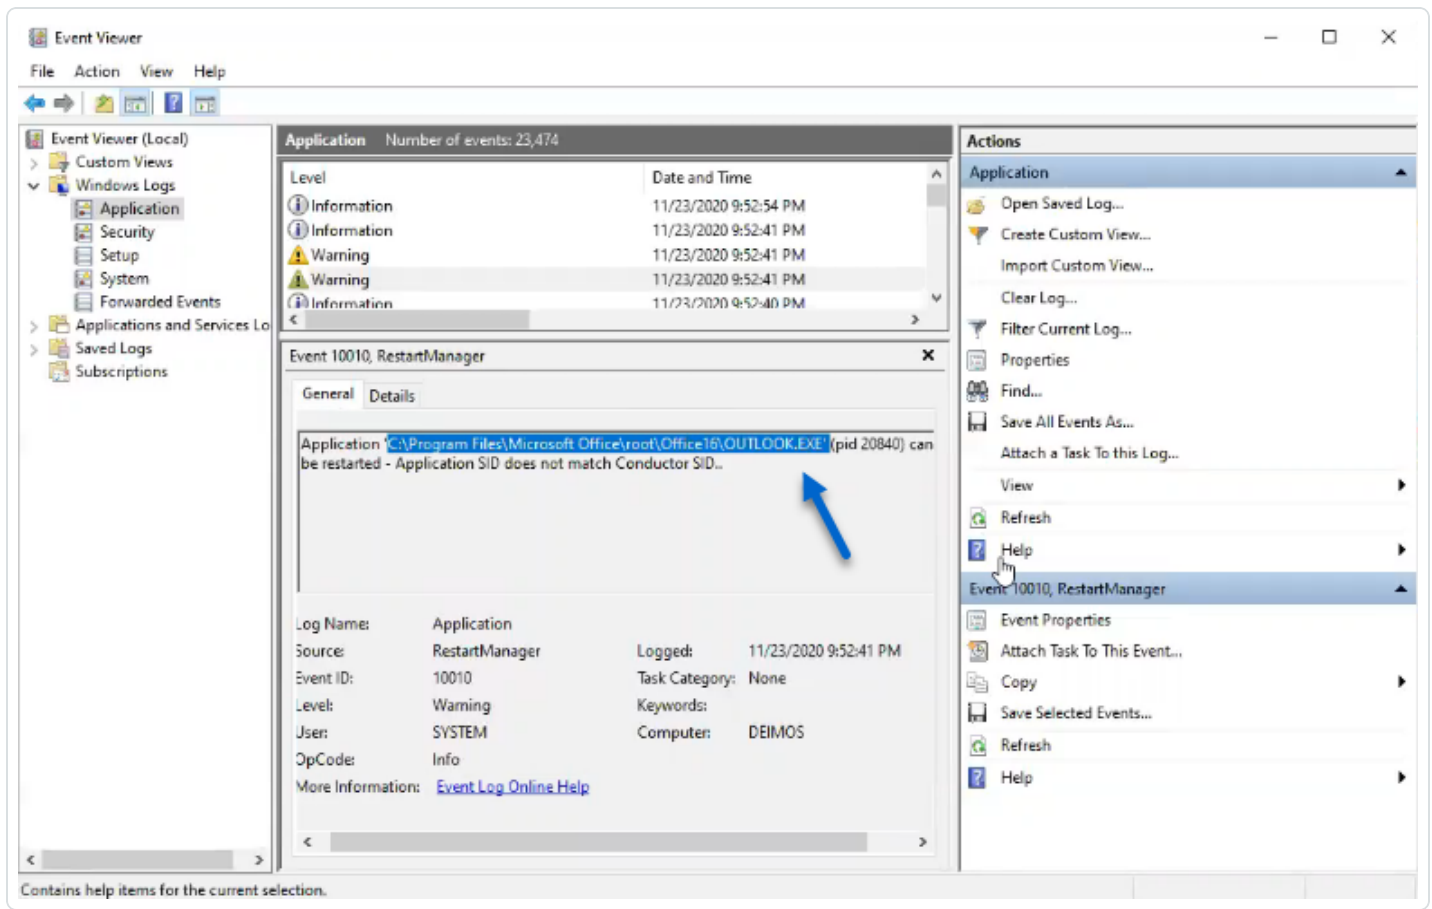 Event Viewer
File Action View Help
Event Viewer (Local)
Custom Views
Windows Logs
Application
Security
Setup
System
Forwarded Events
Applications and Services Lo
Saved Logs
Subscriptions
Application Number of events: 23,474
Level Date and Time
Information 11/23/2020 9:52:54 PM
Information 11/23/2020 9:52:41 PM
Warning 11/23/2020 9:52:41 PM
Warning 11/23/2020 9:52:41 PM
Information 11/23/2020 9:52:40 PM
Event 10010, RestartManager
General Details
Application 'C:\Program Files\Microsoft Office\root\Office16\OUTLOOK.EXE' (pid 20840) can
be restarted - Application SID does not match Conductor SID..
Log Name: Application
Source: RestartManager Logged: 11/23/2020 9:52:41 PM
Event ID: 10010 Task Category: None
Level: Warning Keywords:
User: SYSTEM Computer: DEIMOS
OpCode: Info
More Information: Event Log Online Help
Actions
Application
Open Saved Log...
Create Custom View...
Import Custom View...
Clear Log...
Filter Current Log...
Properties
Find...
Save All Events As...
Attach a Task To this Log...
View
Refresh
Help
Event 10010, RestartManager
Event Properties
Attach Task To This Event...
Copy
Save Selected Events...
Refresh
Help
Contains help items for the current selection.